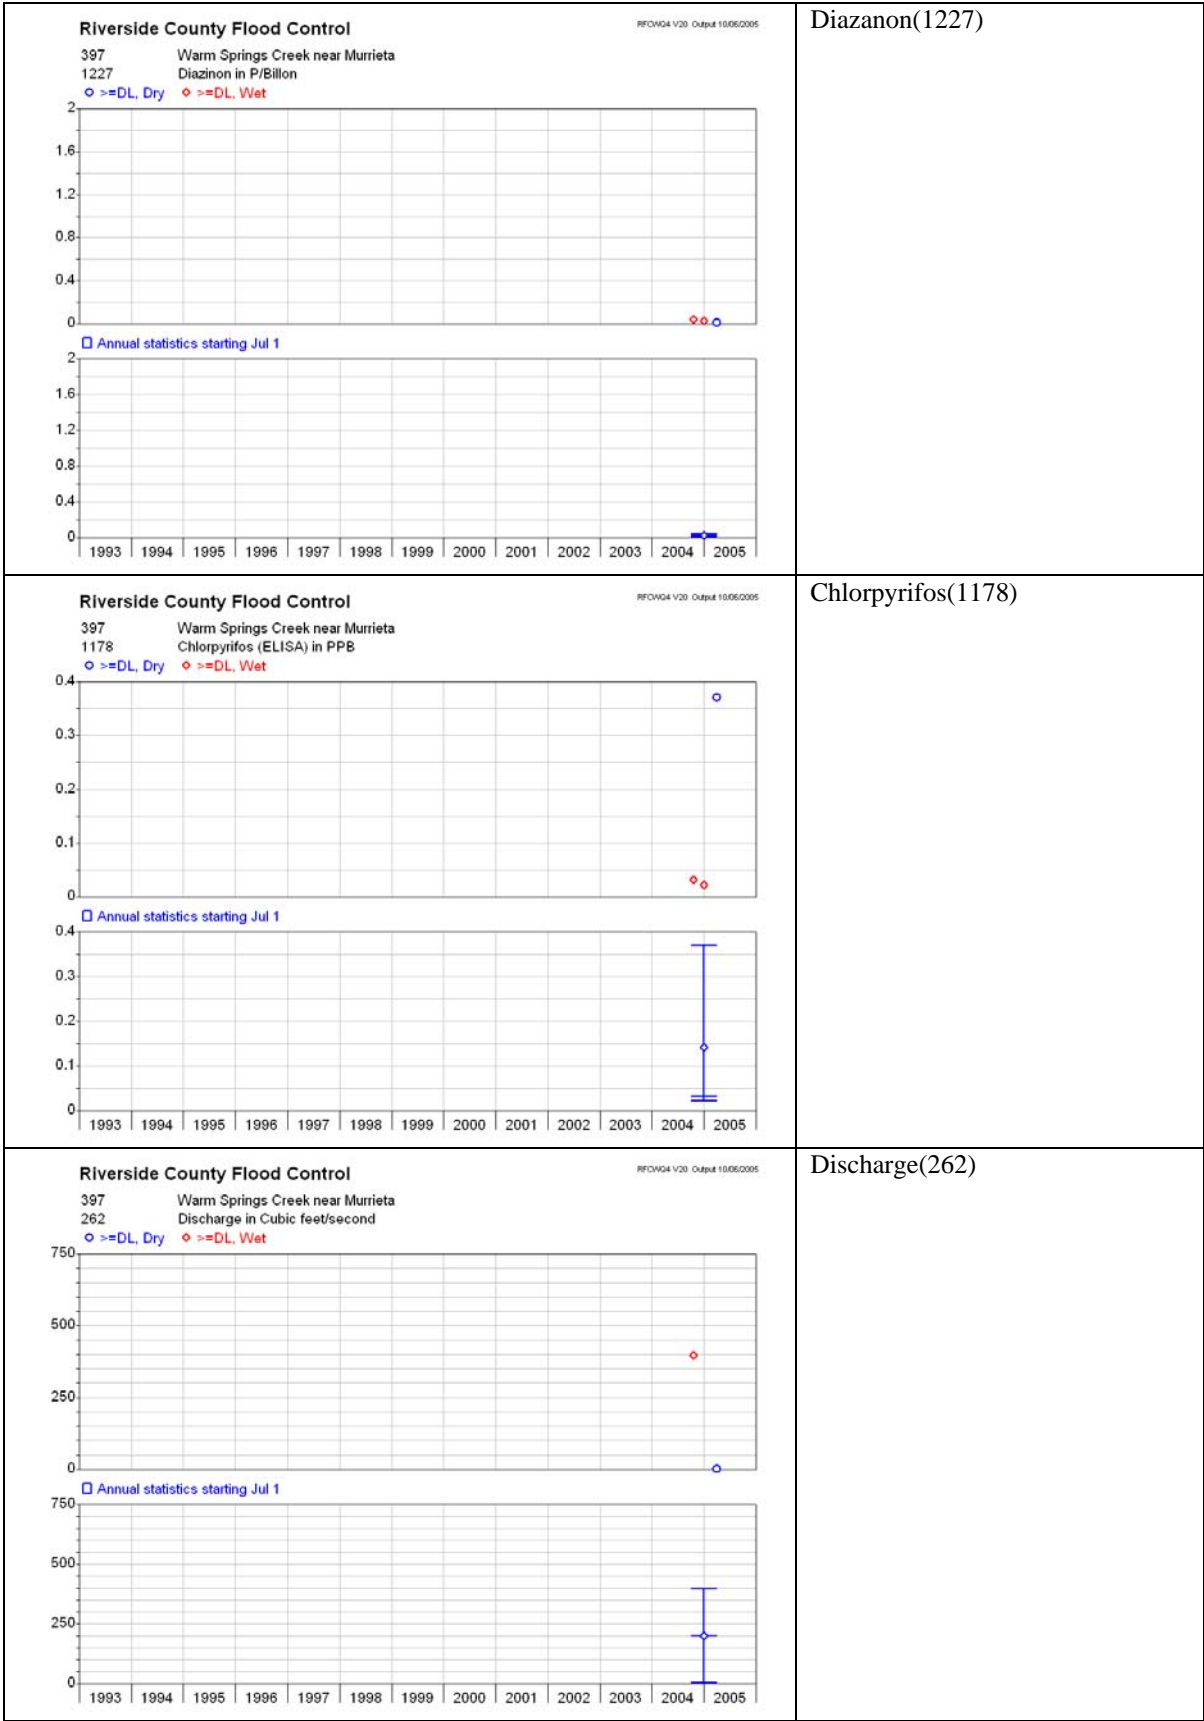 Riverside County Flood Control
RFCWQ4 V20 Output 10/06/2005
397 Warm Springs Creek near Murrieta
1227 Diazinon in P/Billon
>=DL, Dry >=DL, Wet
2
1.6
1.2
0.8
0.4
0
Annual statistics starting Jul 1
2
1.6
1.2
0.8
0.4
0
1993 1994 1995 1996 1997 1998 1999 2000 2001 2002 2003 2004 2005
Diazanon(1227)
Riverside County Flood Control
RFCWQ4 V20 Output 10/06/2005
397 Warm Springs Creek near Murrieta
1178 Chlorpyrifos (ELISA) in PPB
>=DL, Dry >=DL, Wet
0.4
0.3
0.2
0.1
0
Annual statistics starting Jul 1
0.4
0.3
0.2
0.1
0
1993 1994 1995 1996 1997 1998 1999 2000 2001 2002 2003 2004 2005
Chlorpyrifos(1178)
Riverside County Flood Control
RFCWQ4 V20 Output 10/06/2005
397 Warm Springs Creek near Murrieta
262 Discharge in Cubic feet/second
>=DL, Dry >=DL, Wet
750
500
250
0
Annual statistics starting Jul 1
750
500
250
0
1993 1994 1995 1996 1997 1998 1999 2000 2001 2002 2003 2004 2005
Discharge(262)